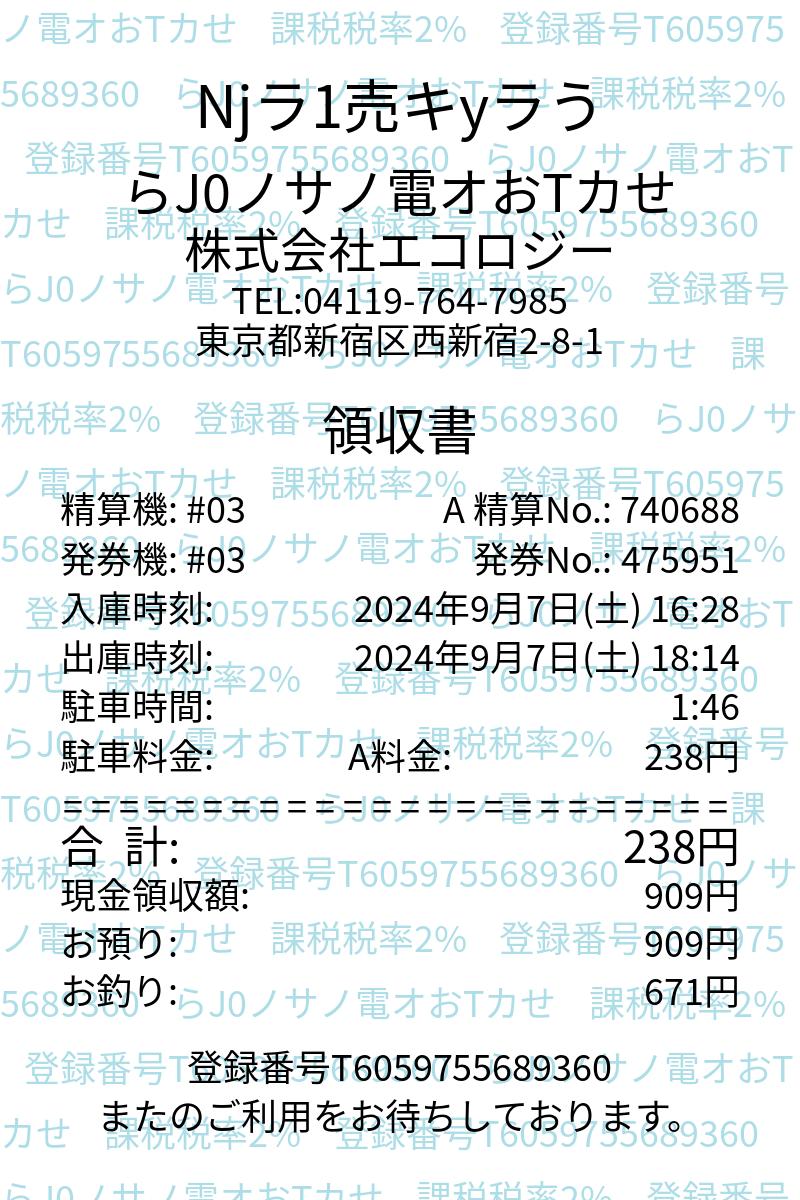 Njラ1売キyラう
らJ0ノサノ電オおTカせ
株式会社エコロジー
TEL:04119-764-7985
東京都新宿区西新宿2-8-1
領収書
精算機: #03 A 精算No.: 740688
発券機: #03 発券No.: 475951
入庫時刻: 2024年9月7日(土) 16:28
出庫時刻: 2024年9月7日(土) 18:14
駐車時間: 1:46
駐車料金: A料金: 238円
========================
合 計: 238円
現金領収額: 909円
お預り: 909円
お釣り: 671円
登録番号T6059755689360
またのご利用をお待ちしております。